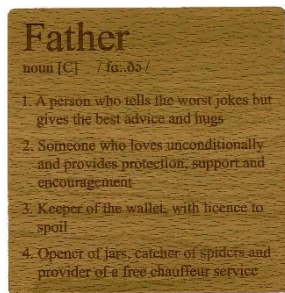 Father
noun [C] / fɑː.ðə /
1. A person who tells the worst jokes but
gives the best advice and hugs
2. Someone who loves unconditionally
and provides protection, support and
encouragement
3. Keeper of the wallet, with licence to
spoil
4. Opener of jars, catcher of spiders and
provider of a free chauffeur service